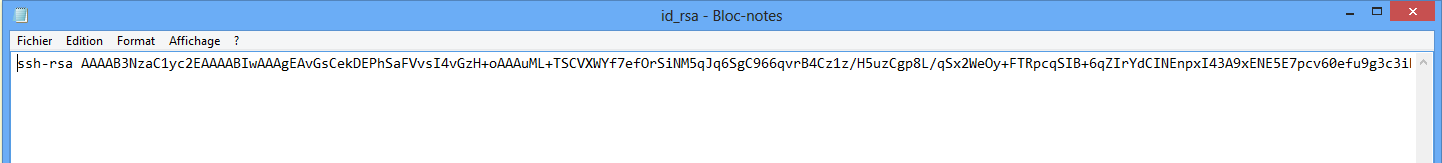 id_rsa - Bloc-notes
Fichier Edition Format Affichage ?
ssh-rsa AAAAB3NzaC1yc2EAAAABIwAAAgEAvGsCekDEPhSaFVvsI4vGzH+oAAAuML+TSCVXWYf7efOrSiNM5qJq6SgC966qvrB4Cz1z/H5uzCgp8L/qSx2WeOy+FTRpcqSIB+6qZIrYdCINEnpxI43A9xENE5E7pcv60efu9g3c3i